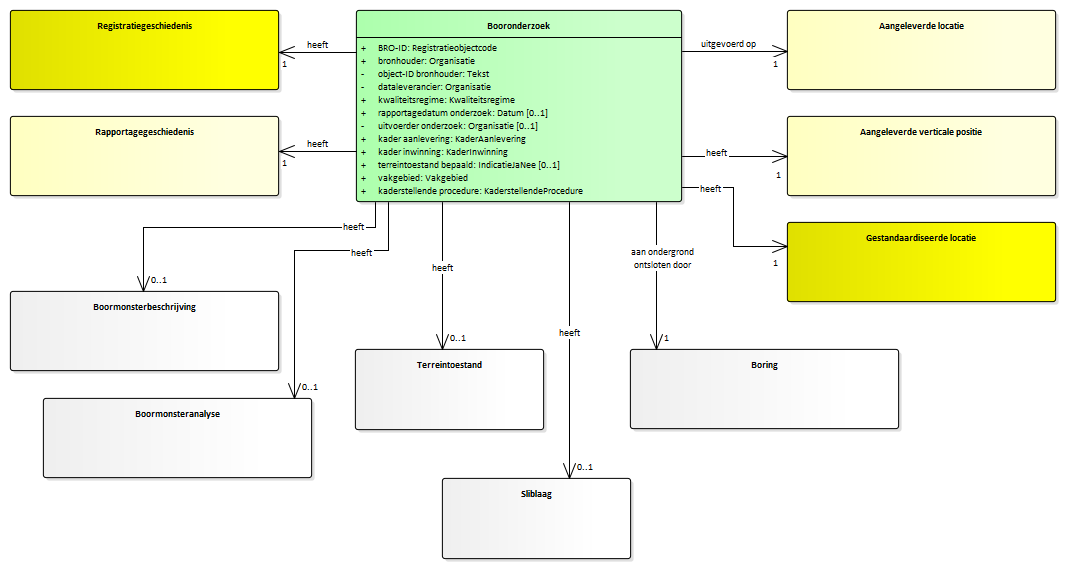 Registratiegeschiedenis
Booronderzoek
Aangeleverde locatie
+ BRO-ID: Registratieobjectcode
+ bronhouder: Organisatie
- object-ID bronhouder: Tekst
- dataleverancier: Organisatie
+ kwaliteitsregime: Kwaliteitsregime
+ rapportagedatum onderzoek: Datum [0..1]
- uitvoerder onderzoek: Organisatie [0..1]
+ kader aanlevering: KaderAanlevering
+ kader inwinning: KaderInwinning
+ terreintoestand bepaald: IndicatieJaNee [0..1]
+ vakgebied: Vakgebied
+ kaderstellende procedure: KaderstellendeProcedure
heeft
1
uitgevoerd op
1
Rapportagegeschiedenis
heeft
1
Aangeleverde verticale positie
heeft
1
heeft
1
Gestandaardiseerde locatie
heeft
0..1
heeft
0..1
heeft
0..1
heeft
0..1
aan ondergrond
ontsloten door
1
Boormonsterbeschrijving
Terreintoestand
Boring
Boormonsteranalyse
Sliblaag